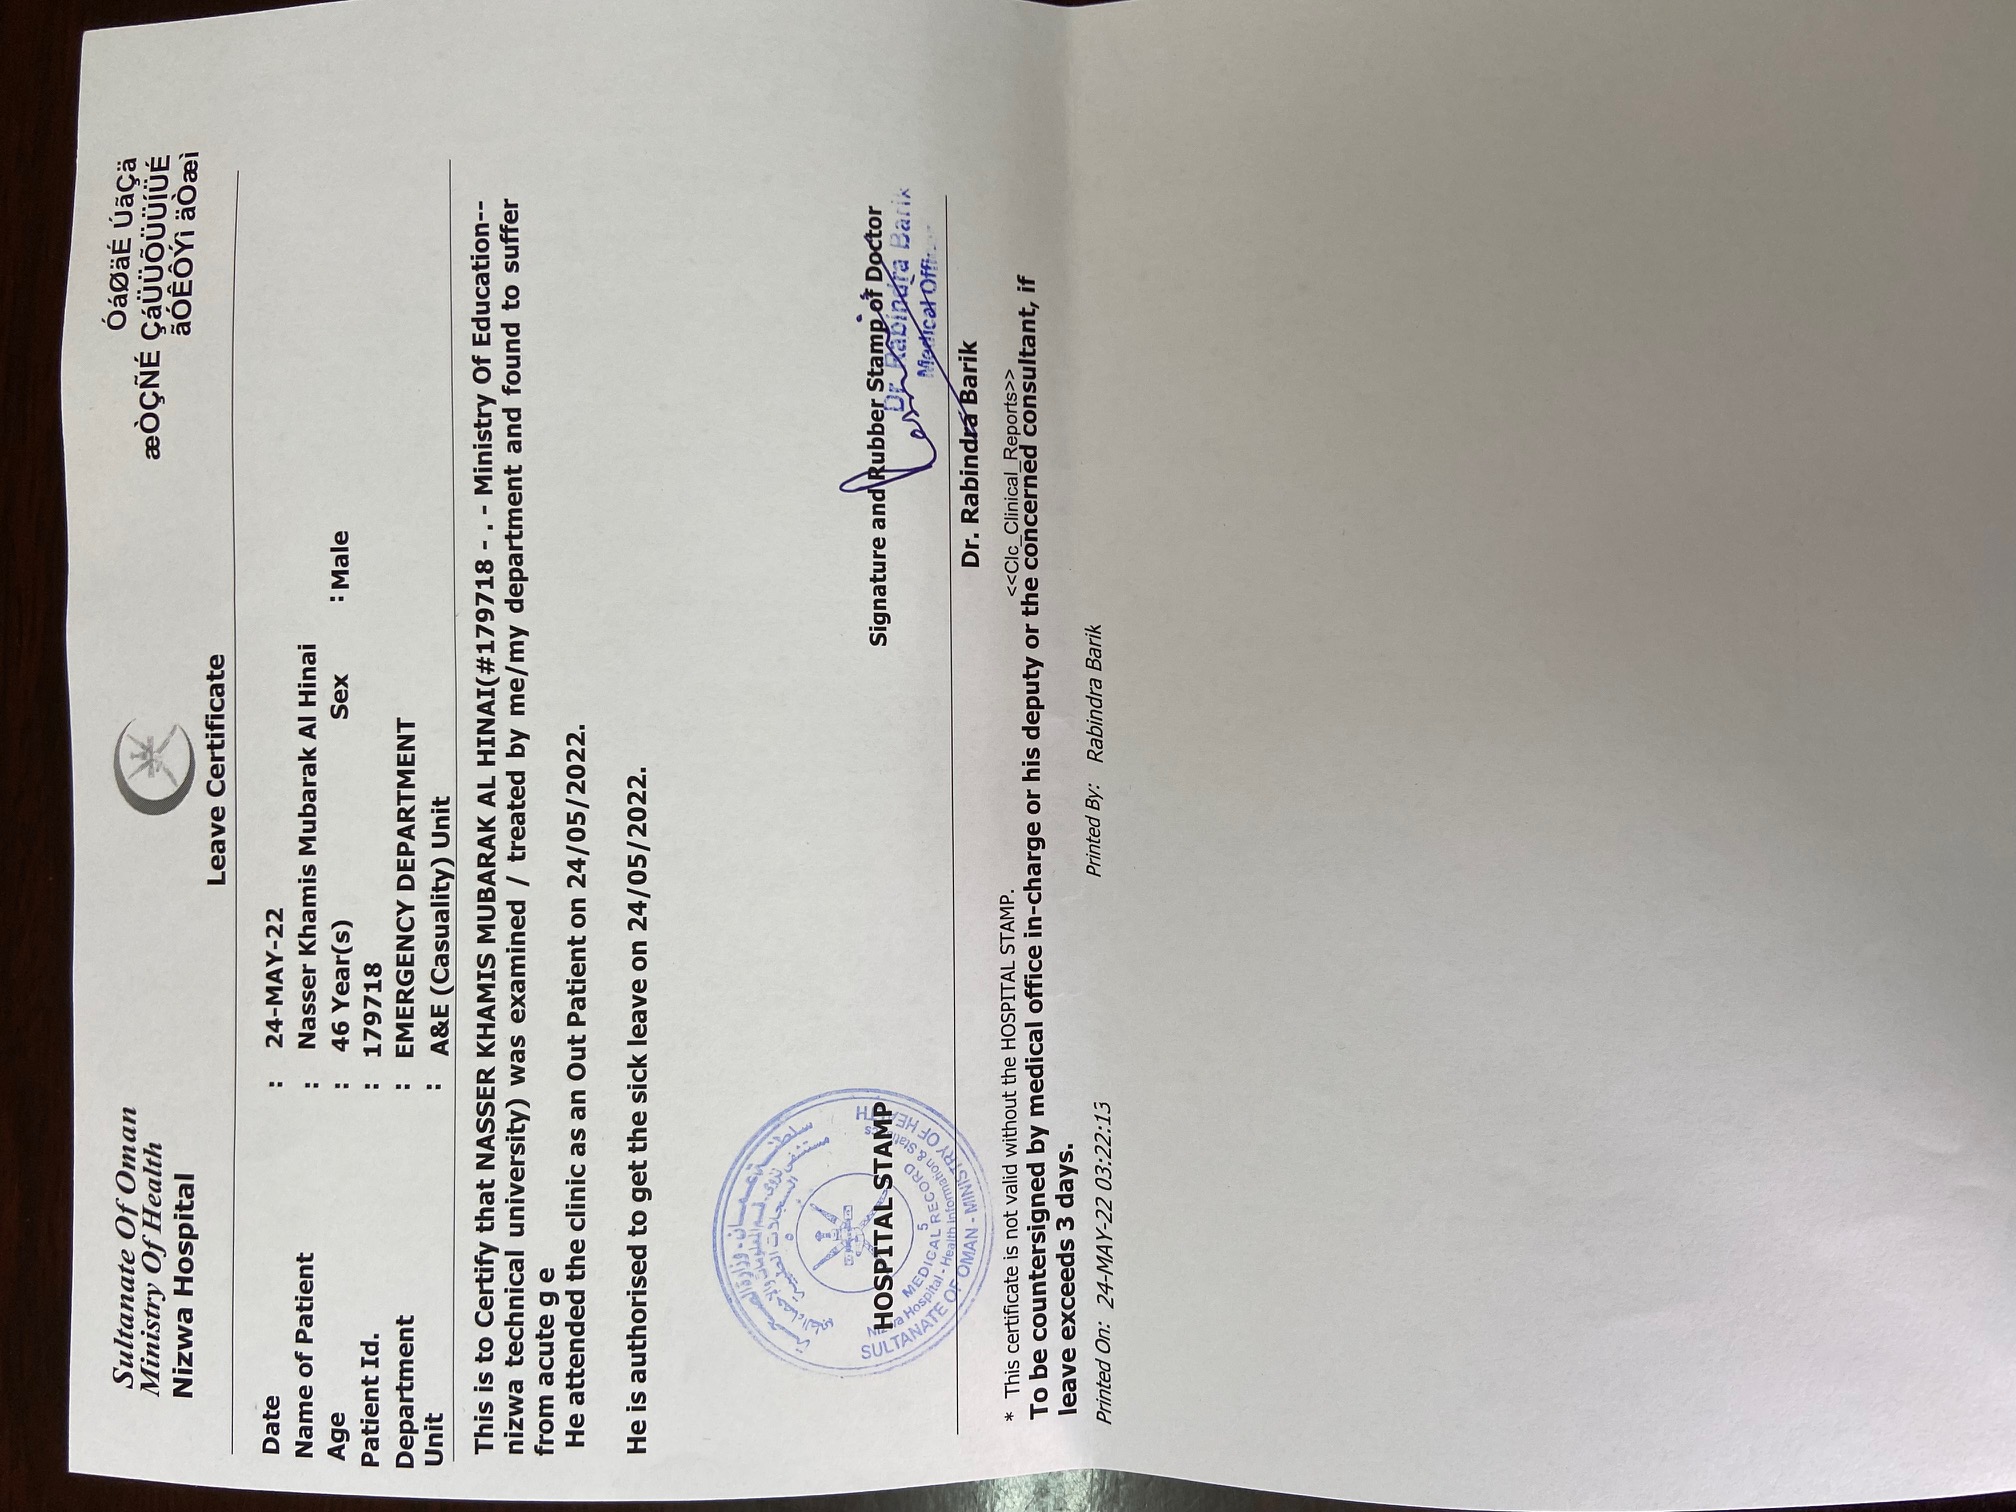 Sultanate Of Oman
Ministry Of Health
Nizwa Hospital
ÓáØäÉ ÚãÇä
æÒÇÑÉ ÇáÜÜÕÜÜÍÜÉ
ãÓÊÔÝì äÒæì
Leave Certificate
Date : 24-MAY-22
Name of Patient : Nasser Khamis Mubarak Al Hinai
Age : 46 Year(s) Sex : Male
Patient Id. : 179718
Department : EMERGENCY DEPARTMENT
Unit : A&E (Casuality) Unit
This is to Certify that NASSER KHAMIS MUBARAK AL HINAI(#179718 - . - Ministry Of Education--
nizwa technical university) was examined / treated by me/my department and found to suffer
from acute g e
He attended the clinic as an Out Patient on 24/05/2022.
He is authorised to get the sick leave on 24/05/2022.
سلطنة عمان - وزارة الصحة
مستشفى نزوى - قسم المعلومات والإحصاء الطبي
السجلات الطبية
HOSPITAL STAMP
5
MEDICAL RECORD
Nizwa Hospital - Health Information & Statistics
SULTANATE OF OMAN - MINISTRY OF HEALTH
Signature and Rubber Stamp of Doctor
Dr. Rabindra Barik
Medical
Dr. Rabindra Barik
* This certificate is not valid without the HOSPITAL STAMP. <<Clc_Clinical_Reports>>
To be countersigned by medical office in-charge or his deputy or the concerned consultant, if
leave exceeds 3 days.
Printed On: 24-MAY-22 03:22:13 Printed By: Rabindra Barik